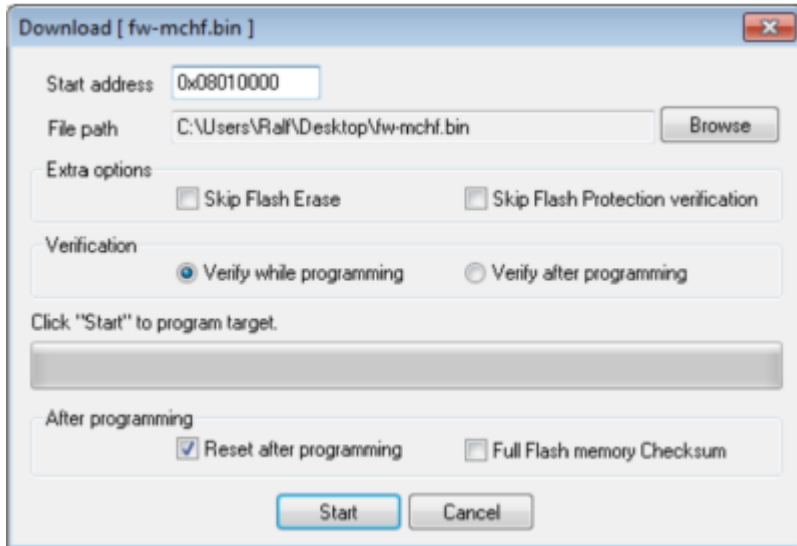 Download [ fw-mchf.bin ]
Start address 0x08010000
File path C:\Users\Ralf\Desktop\fw-mchf.bin Browse
Extra options
Skip Flash Erase Skip Flash Protection verification
Verification
Verify while programming Verify after programming
Click "Start" to program target.
After programming
Reset after programming Full Flash memory Checksum
Start Cancel